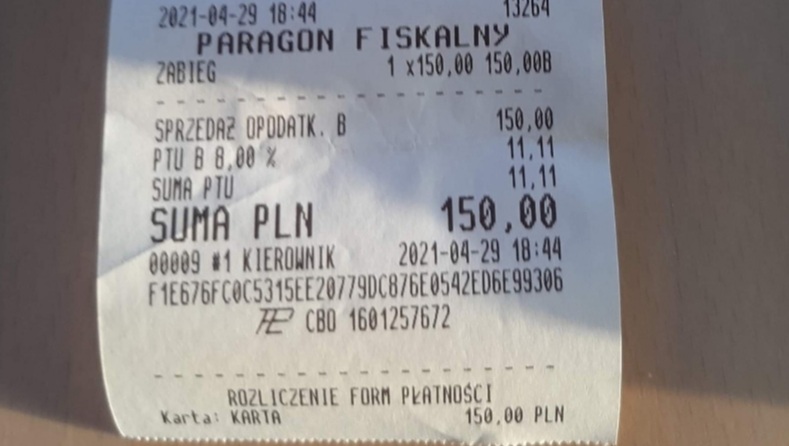 2021-04-29 18:44 13264
PARAGON FISKALNY
ZABIEG 1 x150,00 150,00B
SPRZEDAŻ OPODATK. B 150,00
PTU B 8,00 % 11,11
SUMA PTU 11,11
SUMA PLN 150,00
00009 #1 KIEROWNIK 2021-04-29 18:44
F1E676FC0C5315EE20779DC876E0542ED6E99306
CBO 1601257672
ROZLICZENIE FORM PŁATNOŚCI
Karta: KARTA 150,00 PLN